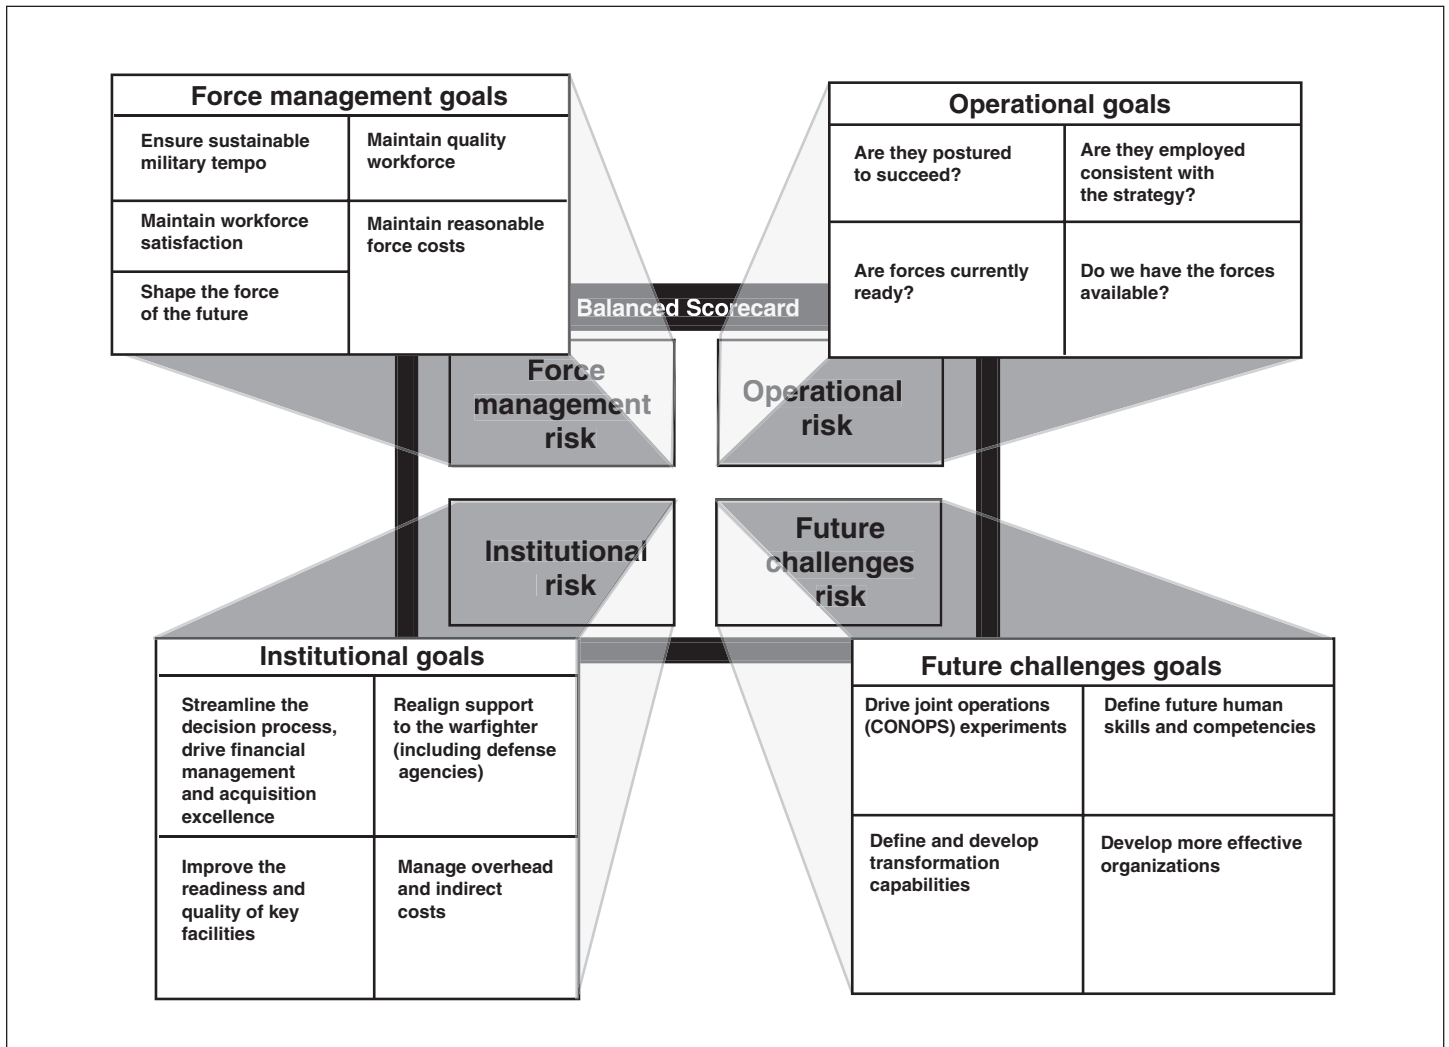 Force management goals
Ensure sustainable
military tempo
Maintain quality
workforce
Maintain workforce
satisfaction
Maintain reasonable
force costs
Shape the force
of the future
Operational goals
Are they postured
to succeed?
Are they employed
consistent with
the strategy?
Are forces currently
ready?
Do we have the forces
available?
Balanced Scorecard
Force
management
risk
Operational
risk
Institutional
risk
Future
challenges
risk
Institutional goals
Streamline the
decision process,
drive financial
management
and acquisition
excellence
Realign support
to the warfighter
(including defense
agencies)
Improve the
readiness and
quality of key
facilities
Manage overhead
and indirect
costs
Future challenges goals
Drive joint operations
(CONOPS) experiments
Define future human
skills and competencies
Define and develop
transformation
capabilities
Develop more effective
organizations